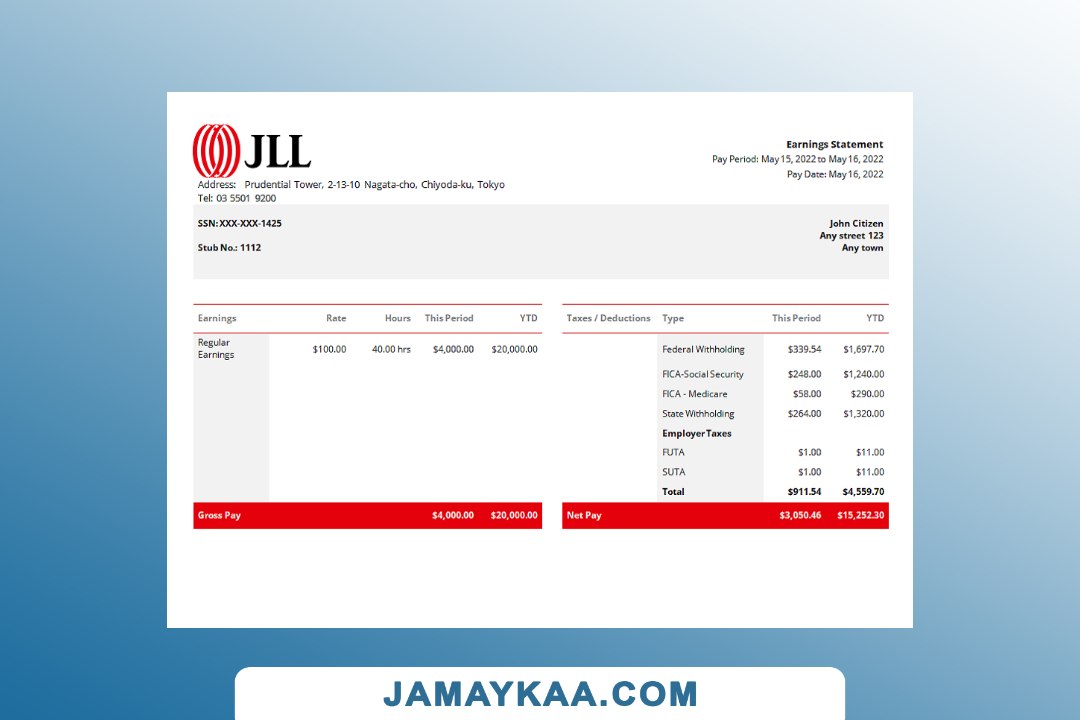 JLL
Address: Prudential Tower, 2-13-10 Nagata-cho, Chiyoda-ku, Tokyo
Tel: 03 5501 9200
Earnings Statement
Pay Period: May 15, 2022 to May 16, 2022
Pay Date: May 16, 2022
SSN: XXX-XXX-1425
Stub No.: 1112
John Citizen
Any street 123
Any town
Earnings Rate Hours This Period YTD
Regular
Earnings
$100.00 40.00 hrs $4,000.00 $20,000.00
Gross Pay $4,000.00 $20,000.00
Taxes / Deductions Type This Period YTD
Federal Withholding $339.54 $1,697.70
FICA-Social Security $248.00 $1,240.00
FICA - Medicare $58.00 $290.00
State Withholding $264.00 $1,320.00
Employer Taxes
FUTA $1.00 $11.00
SUTA $1.00 $11.00
Total $911.54 $4,559.70
Net Pay $3,050.46 $15,252.30
JAMAYKAA.COM